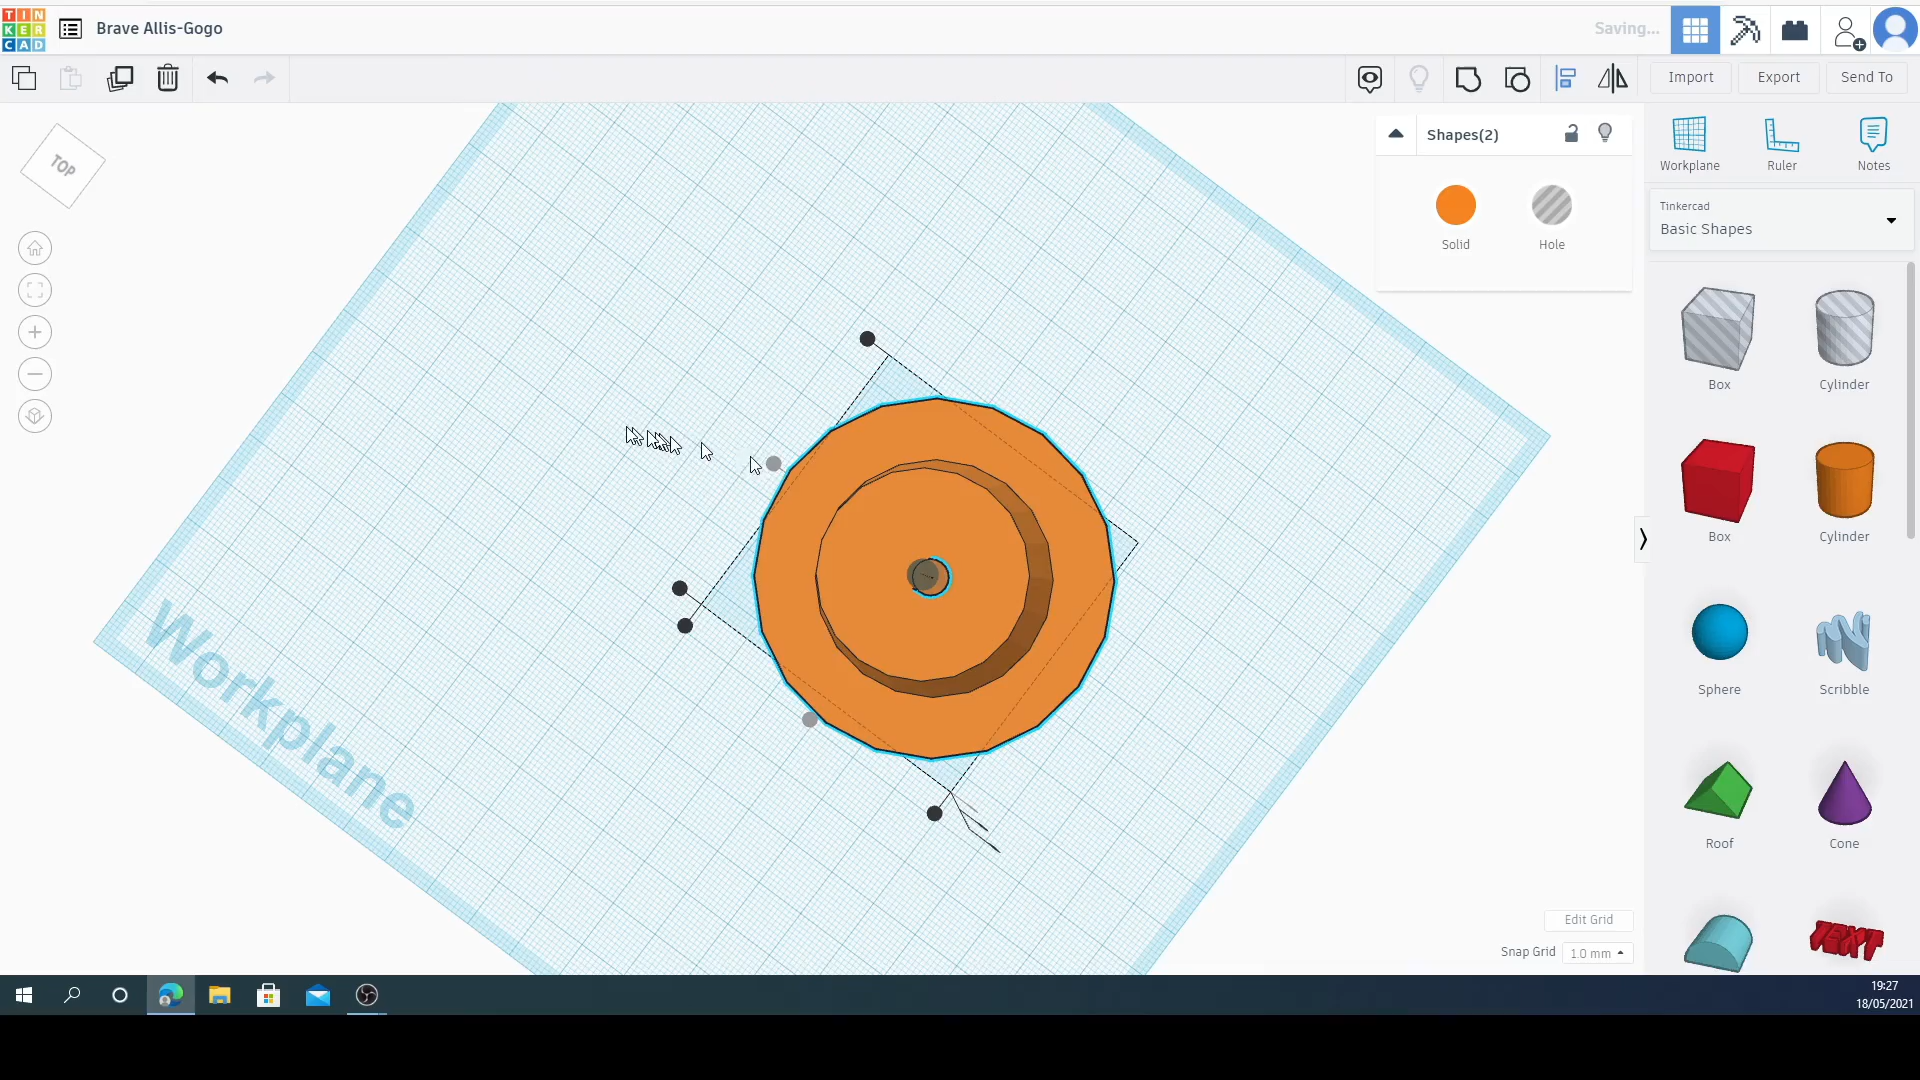 TIN
KER
CAD
Brave Allis-Gogo
Saving...
Import
Export
Send To
TOP
Shapes(2)
Solid
Hole
Workplane
Ruler
Notes
Tinkercad
Basic Shapes
Box
Cylinder
Box
Cylinder
Sphere
Scribble
Roof
Cone
TEXT
Workplane
Edit Grid
Snap Grid
1.0 mm
19:27
18/05/2021